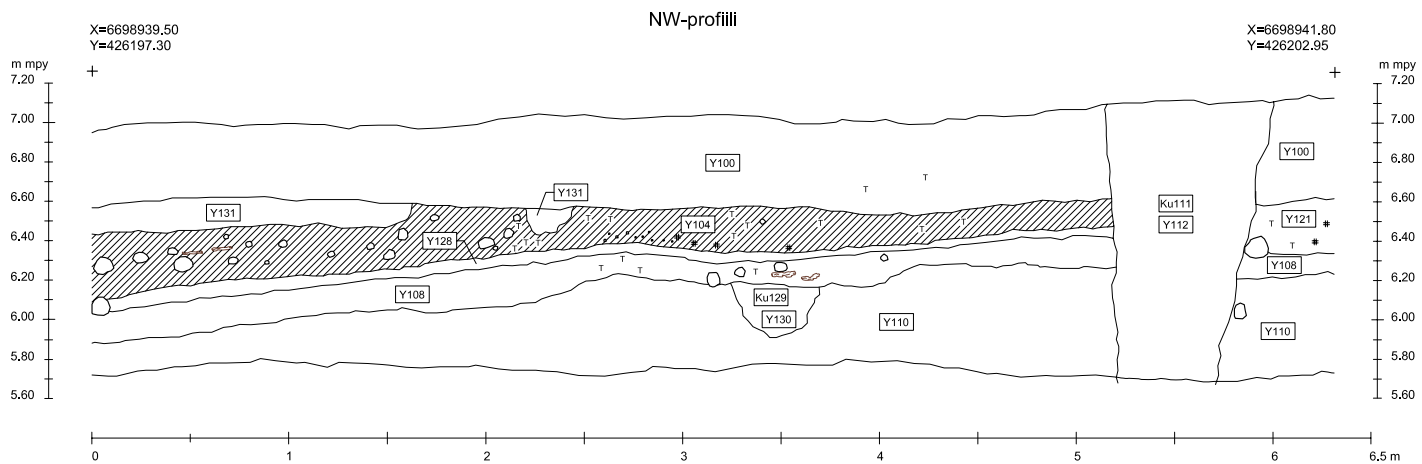 NW-profiili
X=6698939.50
Y=426197.30
X=6698941.80
Y=426202.95
m mpy
m mpy
7.20
7.20
7.00
7.00
6.80
6.80
6.60
6.60
6.40
6.40
6.20
6.20
6.00
6.00
5.80
5.80
5.60
5.60
Y100
Y100
T
T
Y131
Y131
Ku111
Y112
Y104
Y121
Y128
Y108
Y108
Ku129
Y130
Y110
Y110
T T T T T T T T T T T T T T T T T T T T
0 1 2 3 4 5 6 6.5 m